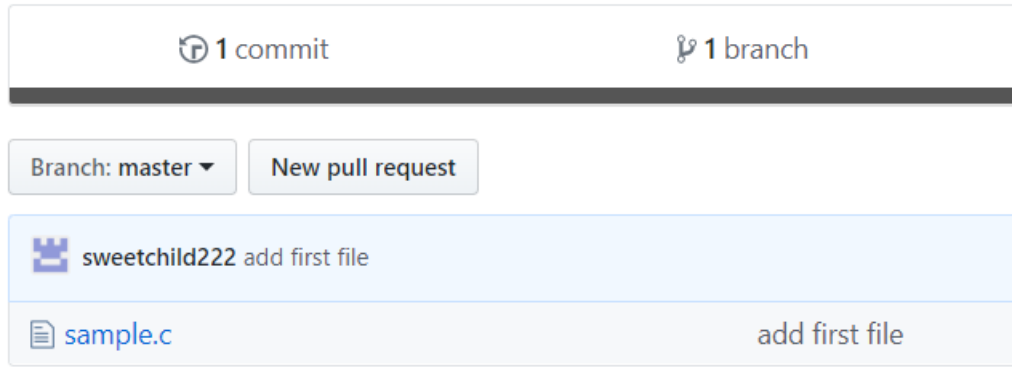 1 commit 1 branch
Branch: master New pull request
sweetchild222 add first file
sample.c add first file